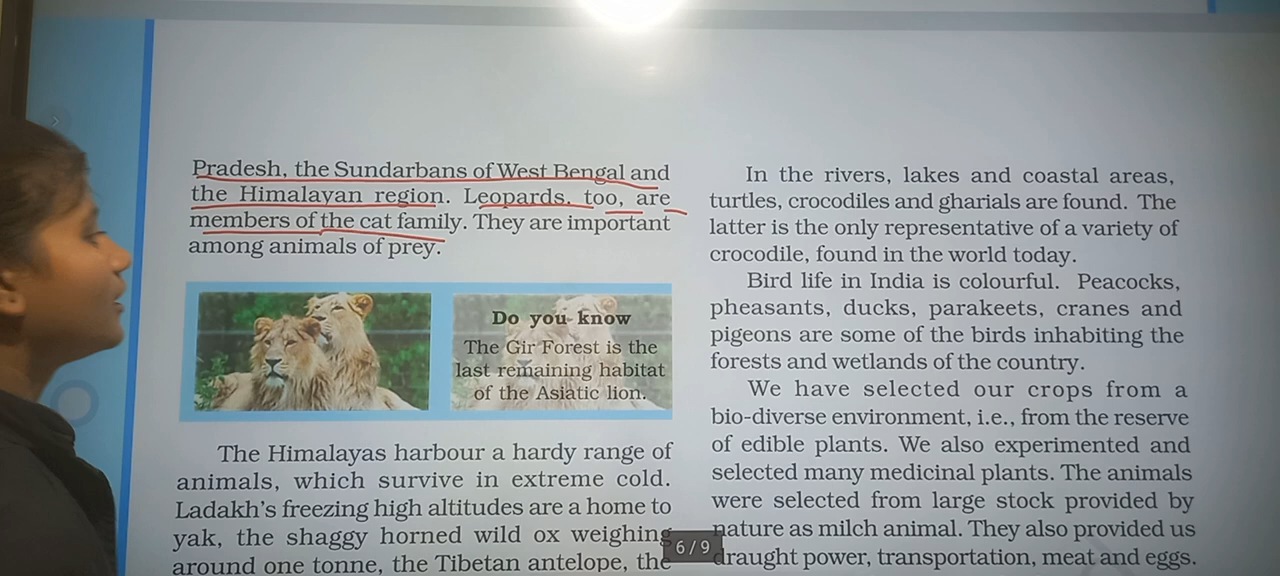 Pradesh, the Sundarbans of West Bengal and
the Himalayan region. Leopards, too, are
members of the cat family. They are important
among animals of prey.
Do you know
The Gir Forest is the
last remaining habitat
of the Asiatic lion.
The Himalayas harbour a hardy range of
animals, which survive in extreme cold.
Ladakh's freezing high altitudes are a home to
yak, the shaggy horned wild ox weighing
around one tonne, the Tibetan antelope, the
In the rivers, lakes and coastal areas,
turtles, crocodiles and gharials are found. The
latter is the only representative of a variety of
crocodile, found in the world today.
Bird life in India is colourful. Peacocks,
pheasants, ducks, parakeets, cranes and
pigeons are some of the birds inhabiting the
forests and wetlands of the country.
We have selected our crops from a
bio-diverse environment, i.e., from the reserve
of edible plants. We also experimented and
selected many medicinal plants. The animals
were selected from large stock provided by
nature as milch animal. They also provided us
draught power, transportation, meat and eggs.
6 / 9